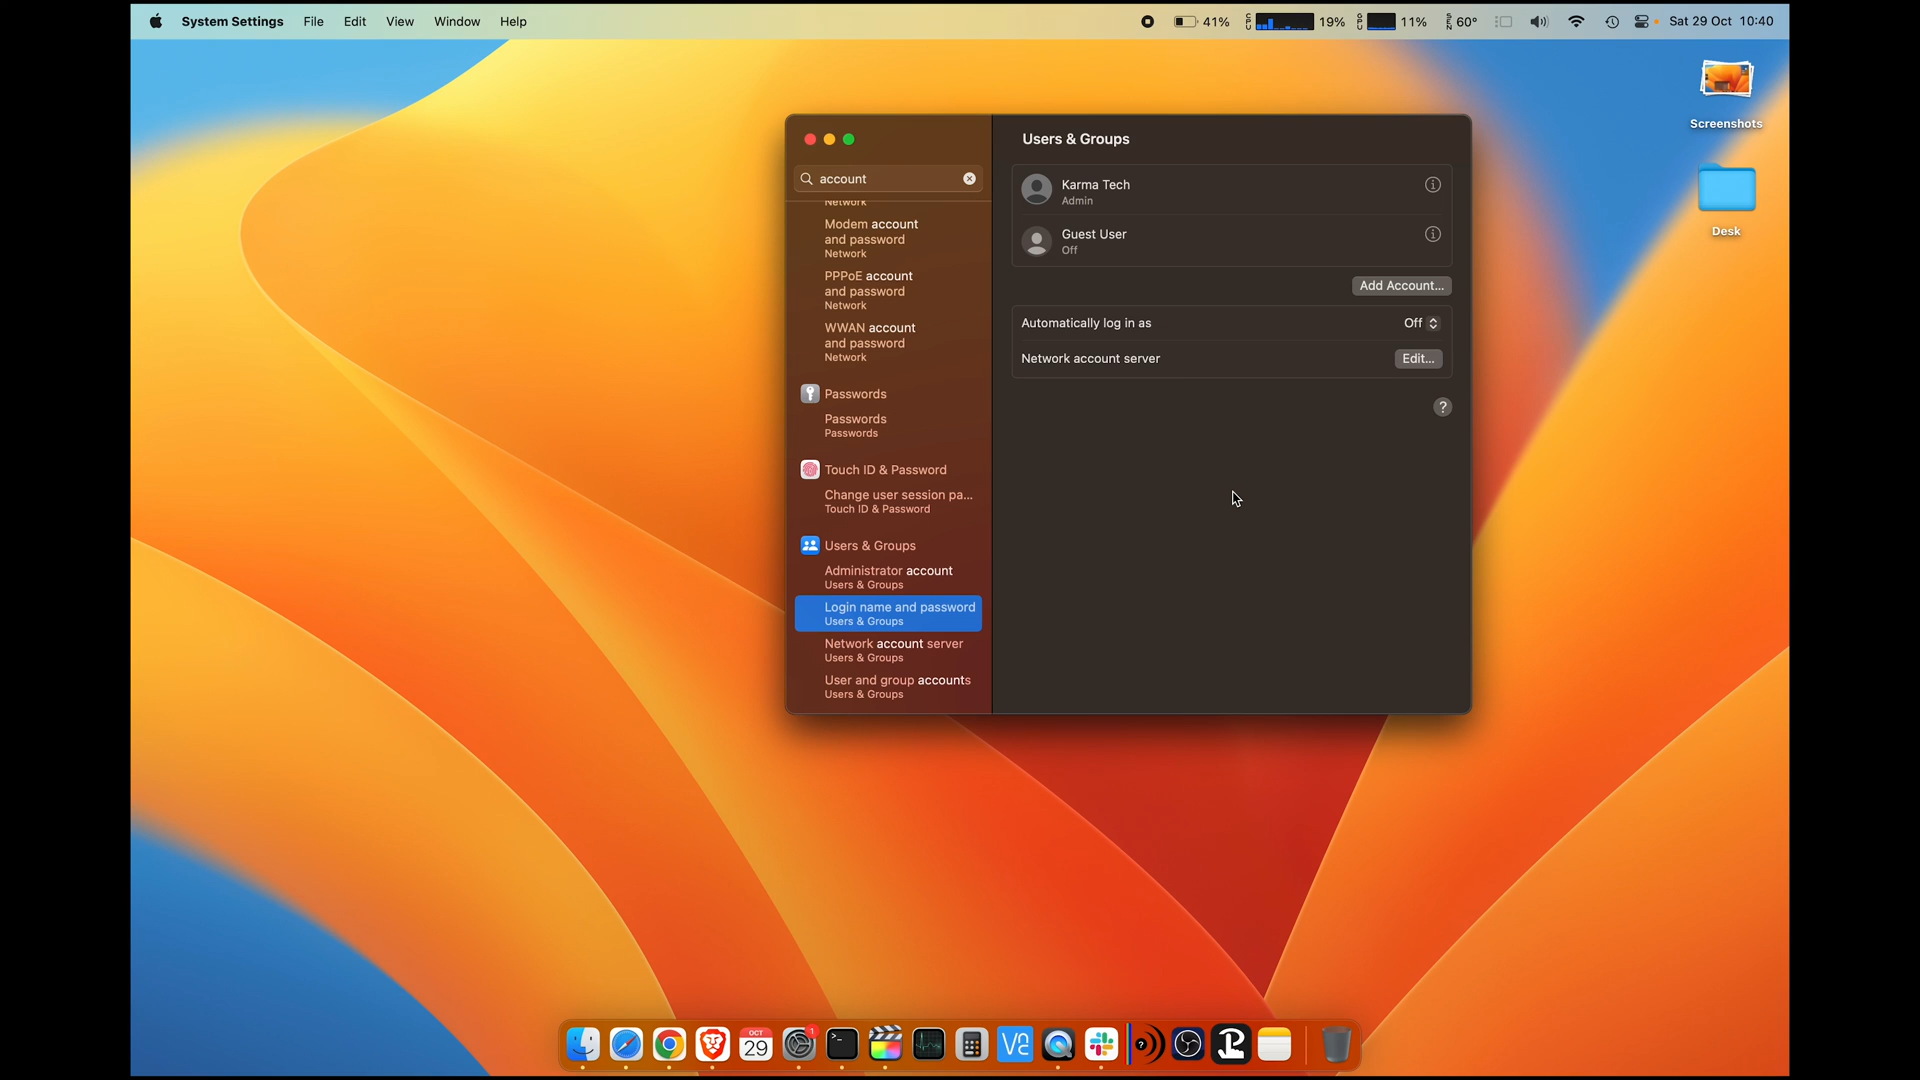 System Settings File Edit View Window Help
41% 19% 11% 60° Sat 29 Oct 10:40
Screenshots
Desk
account
Network
Modem account
and password
Network
PPPoE account
and password
Network
WWAN account
and password
Network
Passwords
Passwords
Passwords
Touch ID & Password
Change user session pa...
Touch ID & Password
Users & Groups
Administrator account
Users & Groups
Login name and password
Users & Groups
Network account server
Users & Groups
User and group accounts
Users & Groups
Users & Groups
Karma Tech
Admin
Guest User
Off
Add Account...
Automatically log in as Off
Network account server Edit...
?
OCT
29
1